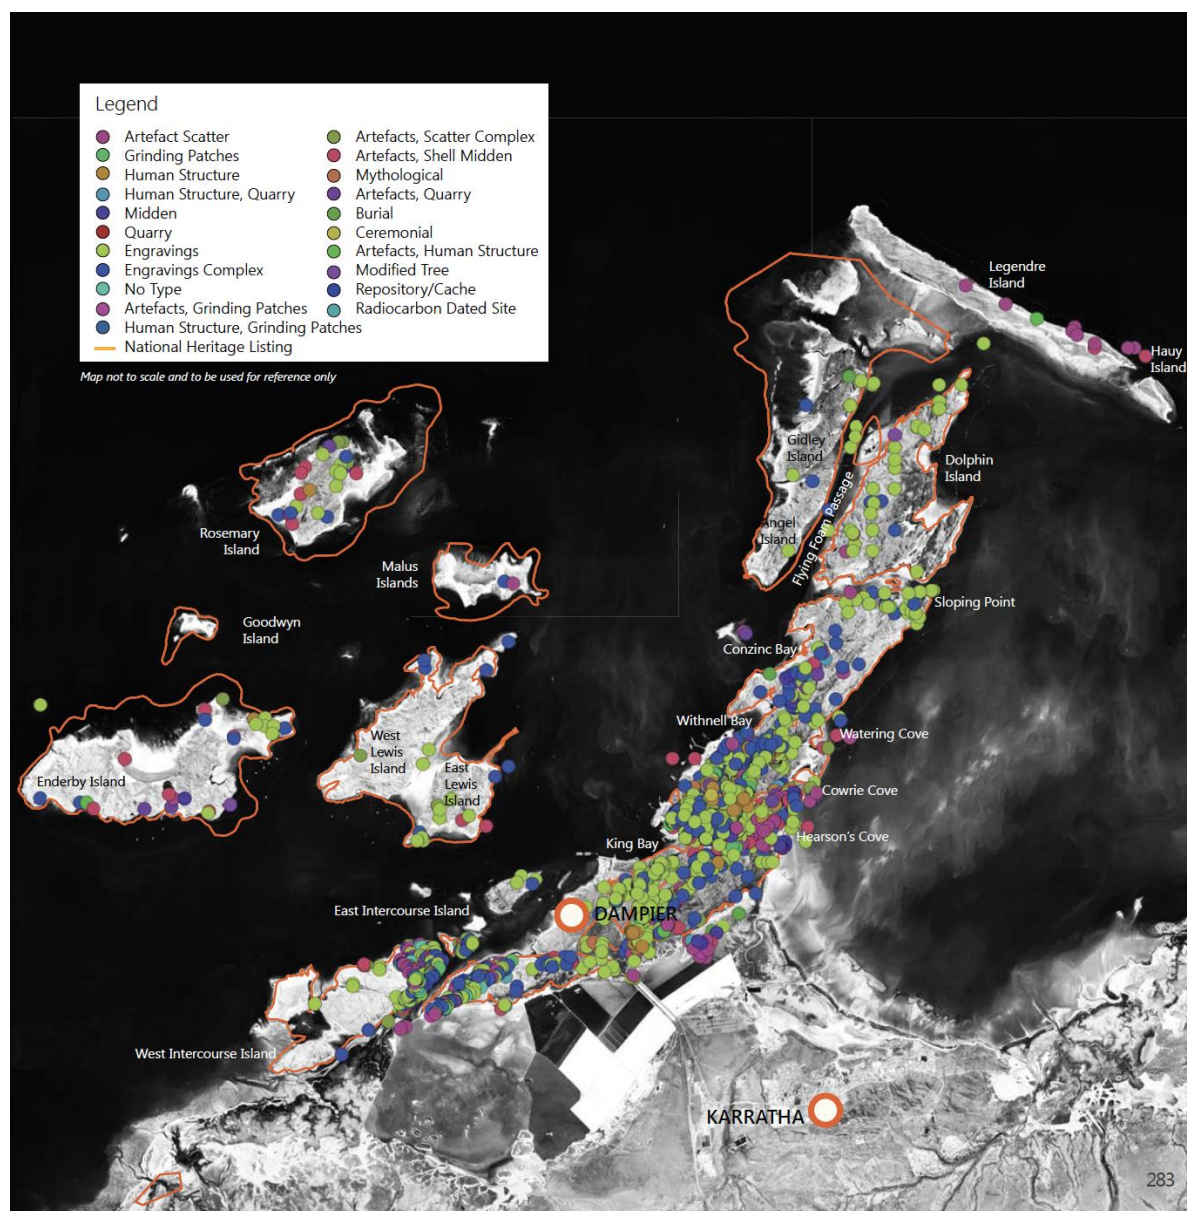 Legend
Artefact Scatter
Grinding Patches
Human Structure
Human Structure, Quarry
Midden
Quarry
Engravings
Engravings Complex
No Type
Artefacts, Grinding Patches
Human Structure, Grinding Patches
National Heritage Listing
Artefacts, Scatter Complex
Artefacts, Shell Midden
Mythological
Artefacts, Quarry
Burial
Ceremonial
Artefacts, Human Structure
Modified Tree
Repository/Cache
Radiocarbon Dated Site
Map not to scale and to be used for reference only
Legendre
Island
Hauy
Island
Gidley
Island
Dolphin
Island
Flying Foam Passage
Angel
Island
Rosemary
Island
Malus
Islands
Goodwyn
Island
Sloping Point
Conzinc Bay
Withnell Bay
Watering Cove
West
Lewis
Island
East
Lewis
Island
Enderby Island
Cowrie Cove
Hearson's Cove
King Bay
East Intercourse Island
DAMPIER
West Intercourse Island
KARRATHA
283